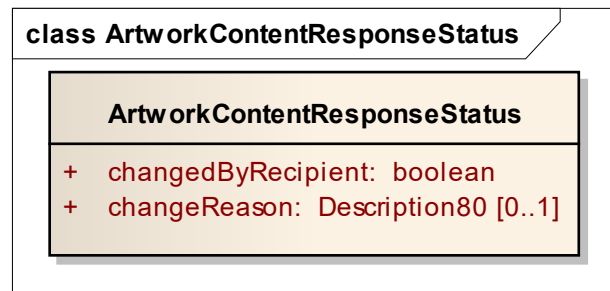 class ArtworkContentResponseStatus
ArtworkContentResponseStatus
+ changedByRecipient: boolean
+ changeReason: Description80 [0..1]